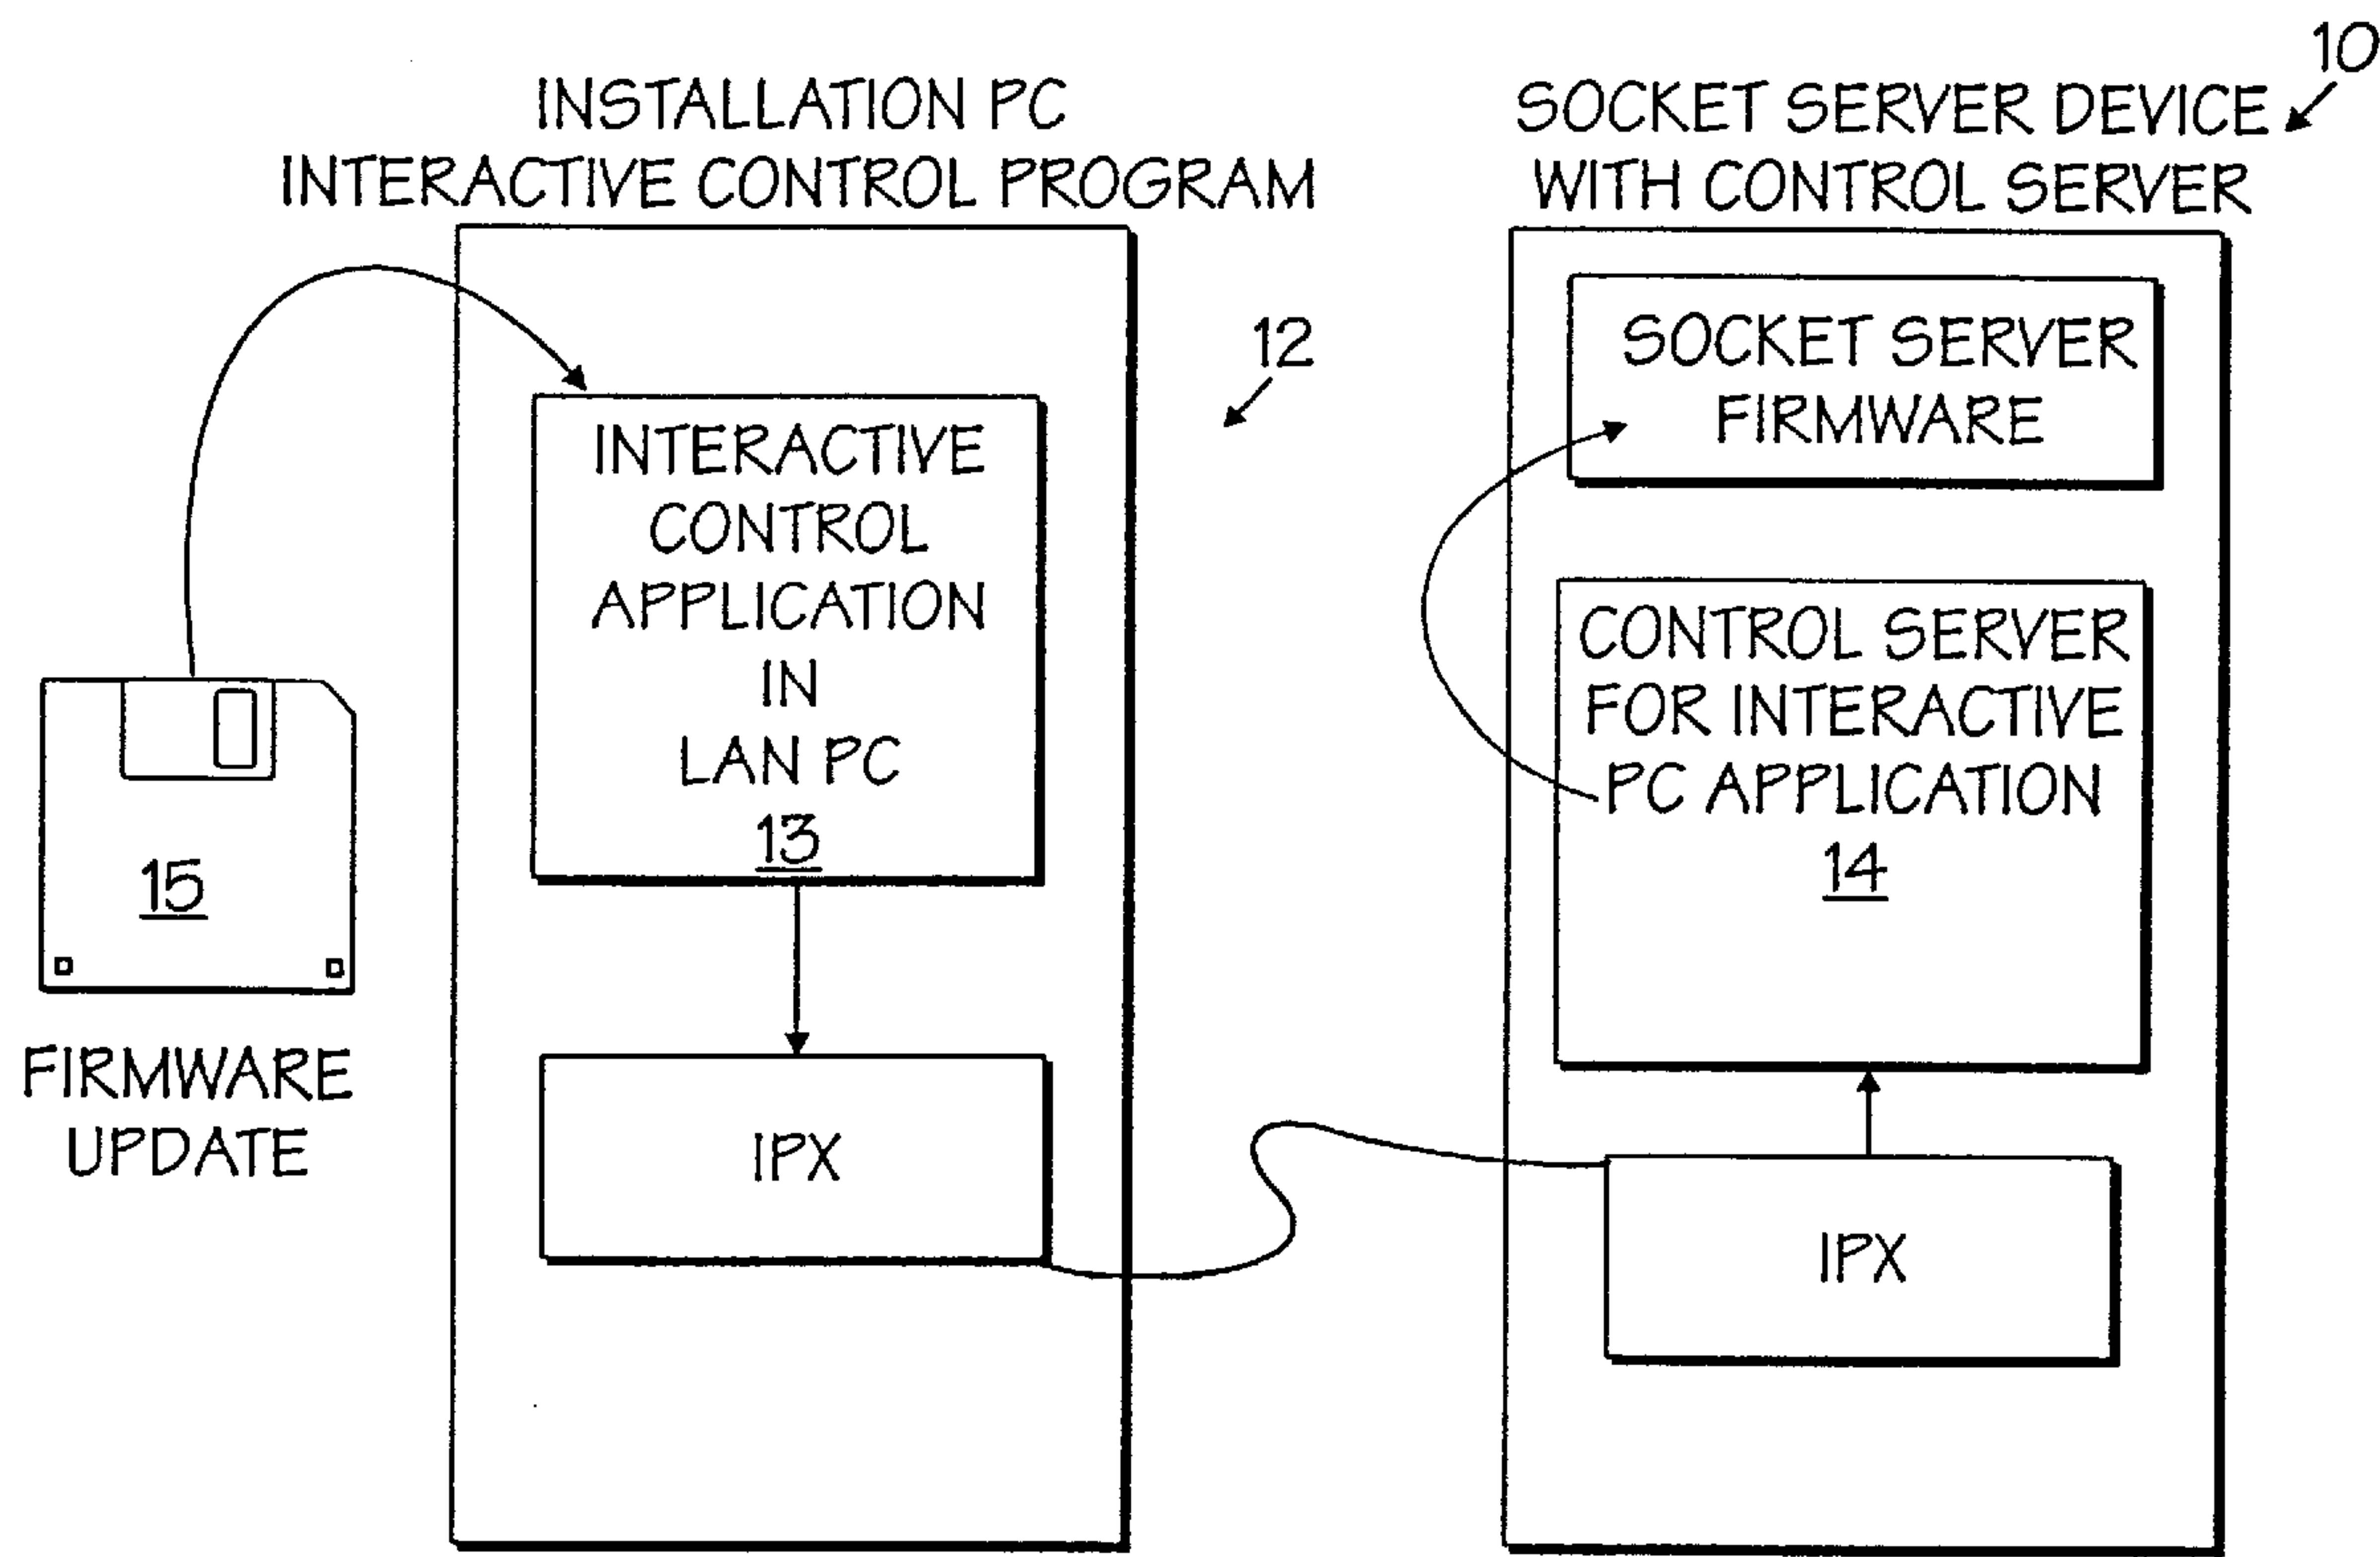 10
INSTALLATION PC
INTERACTIVE CONTROL PROGRAM
SOCKET SERVER DEVICE
WITH CONTROL SERVER
12
INTERACTIVE
CONTROL
APPLICATION
IN
LAN PC
13
IPX
15
FIRMWARE
UPDATE
SOCKET SERVER
FIRMWARE
CONTROL SERVER
FOR INTERACTIVE
PC APPLICATION
14
IPX